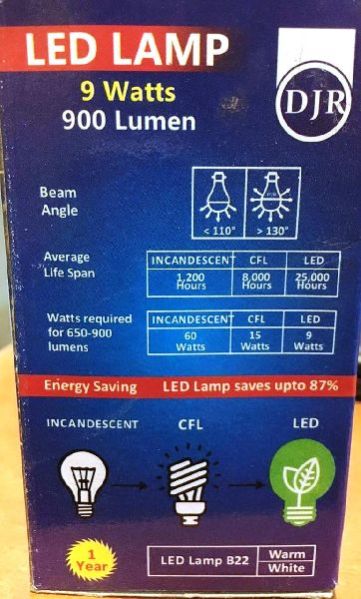 LED LAMP
9 Watts
900 Lumen
DJR
Beam
Angle
< 110° > 130°
Average
Life Span
INCANDESCENT CFL LED
1,200 Hours 8,000 Hours 25,000 Hours
Watts required
for 650-900
lumens
INCANDESCENT CFL LED
60 Watts 15 Watts 9 Watts
Energy Saving LED Lamp saves upto 87%
INCANDESCENT CFL LED
1
Year
LED Lamp B22 Warm
White